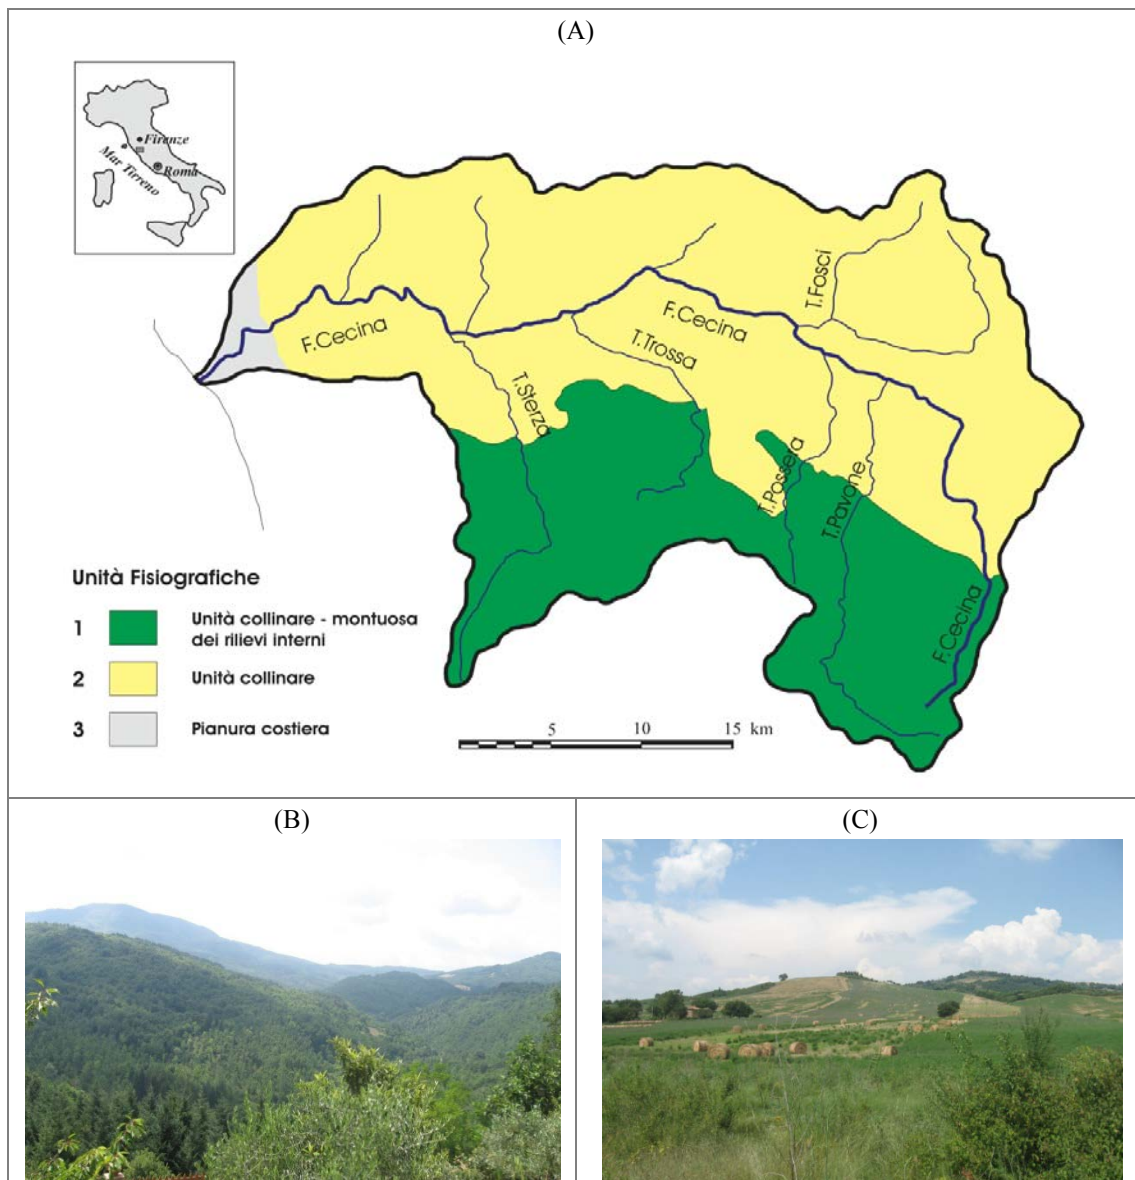 (A)
Firenze
Mar Tirreno
Roma
T.Fosci
F.Cecina
F.Cecina
T.Trossa
T.Sterza
T.Possera
T.Pavone
F.Cecina
Unità Fisiografiche
1 Unità collinare - montuosa
dei rilievi interni
2 Unità collinare
3 Pianura costiera
5 10 15 km
(B)
(C)